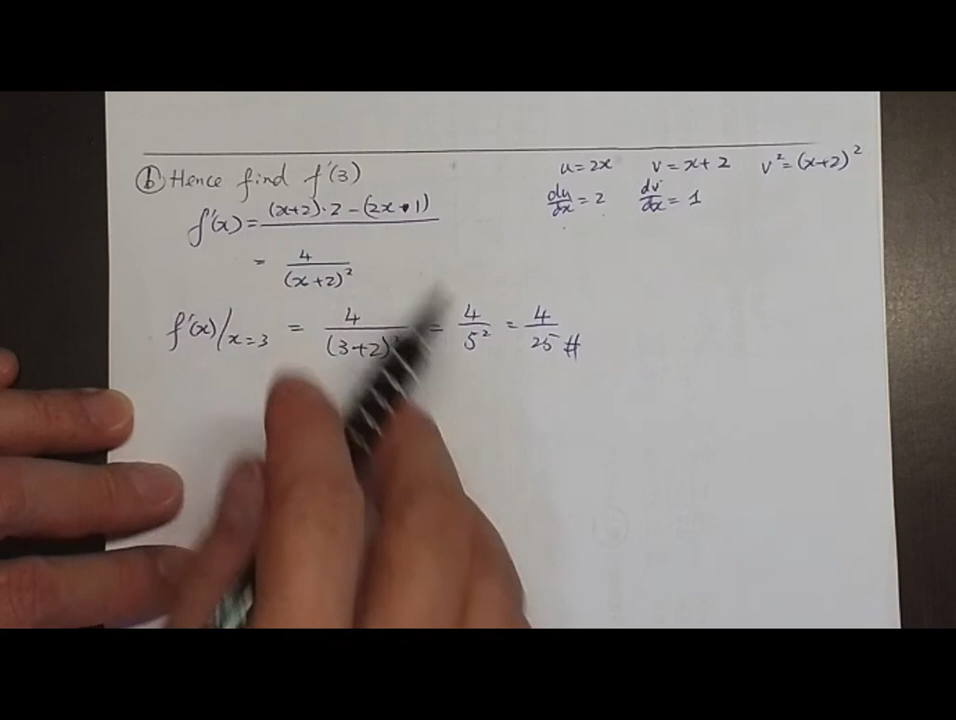 ⓑ Hence find f'(3)
u=2x v=x+2 v²=(x+2)²
du/dx=2 dv/dx=1
f'(x)=(x+2)·2-(2x·1)
= 4/(x+2)²
f'(x)/x=3 = 4/(3+2)² = 4/5² = 4/25 #